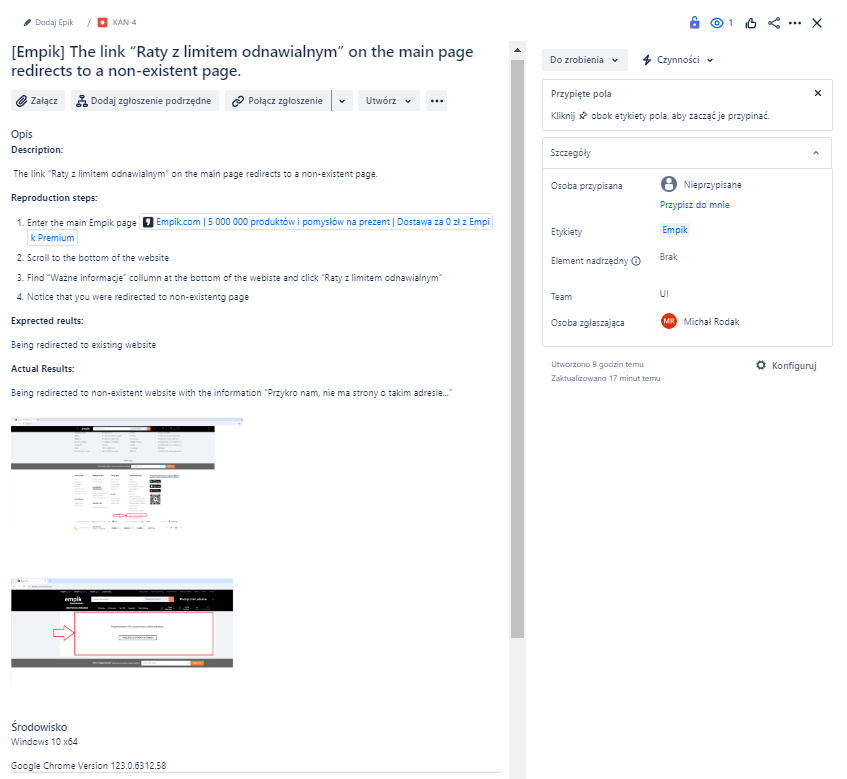 Dodaj Epik / KAN-4
1
[Empik] The link “Raty z limitem odnawialnym” on the main page
redirects to a non-existent page.
Załącz Dodaj zgłoszenie podrzędne Połącz zgłoszenie Utwórz
Opis
Description:
The link “Raty z limitem odnawialnym” on the main page redirects to a non-existent page.
Reproduction steps:
1. Enter the main Empik page Empik.com | 5 000 000 produktów i pomysłów na prezent | Dostawa za 0 zł z Empi
k Premium
2. Scroll to the bottom of the website
3. Find “Ważne informacje” collumn at the bottom of the webiste and click “Raty z limitem odnawialnym”
4. Notice that you were redirected to non-existentg page
Exprected reults:
Being redirected to existing website
Actual Results:
Being redirected to non-existent website with the information “Przykro nam, nie ma strony o takim adresie...”
empik
empik
Środowisko
Windows 10 x64
Google Chrome Version 123.0.6312.58
Do zrobienia Czynności
Przypięte pola
Kliknij obok etykiety pola, aby zacząć je przypinać.
Szczegóły
Osoba przypisana Nieprzypisane
Przypisz do mnie
Etykiety Empik
Element nadrzędny Brak
Team UI
Osoba zgłaszająca MR Michał Rodak
Utworzono 9 godzin temu
Konfiguruj
Zaktualizowano 17 minut temu